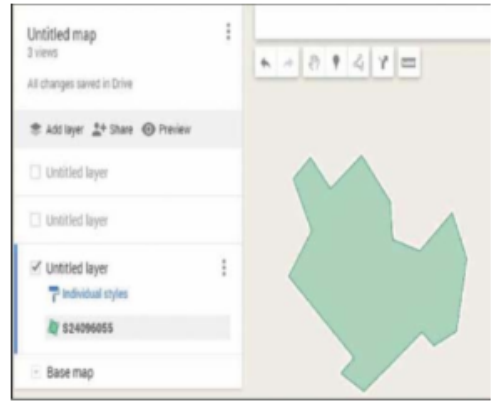 Untitled map
3 views
All changes saved in Drive
Add layer Share Preview
Untitled layer
Untitled layer
Untitled layer
Individual styles
S24096055
Base map